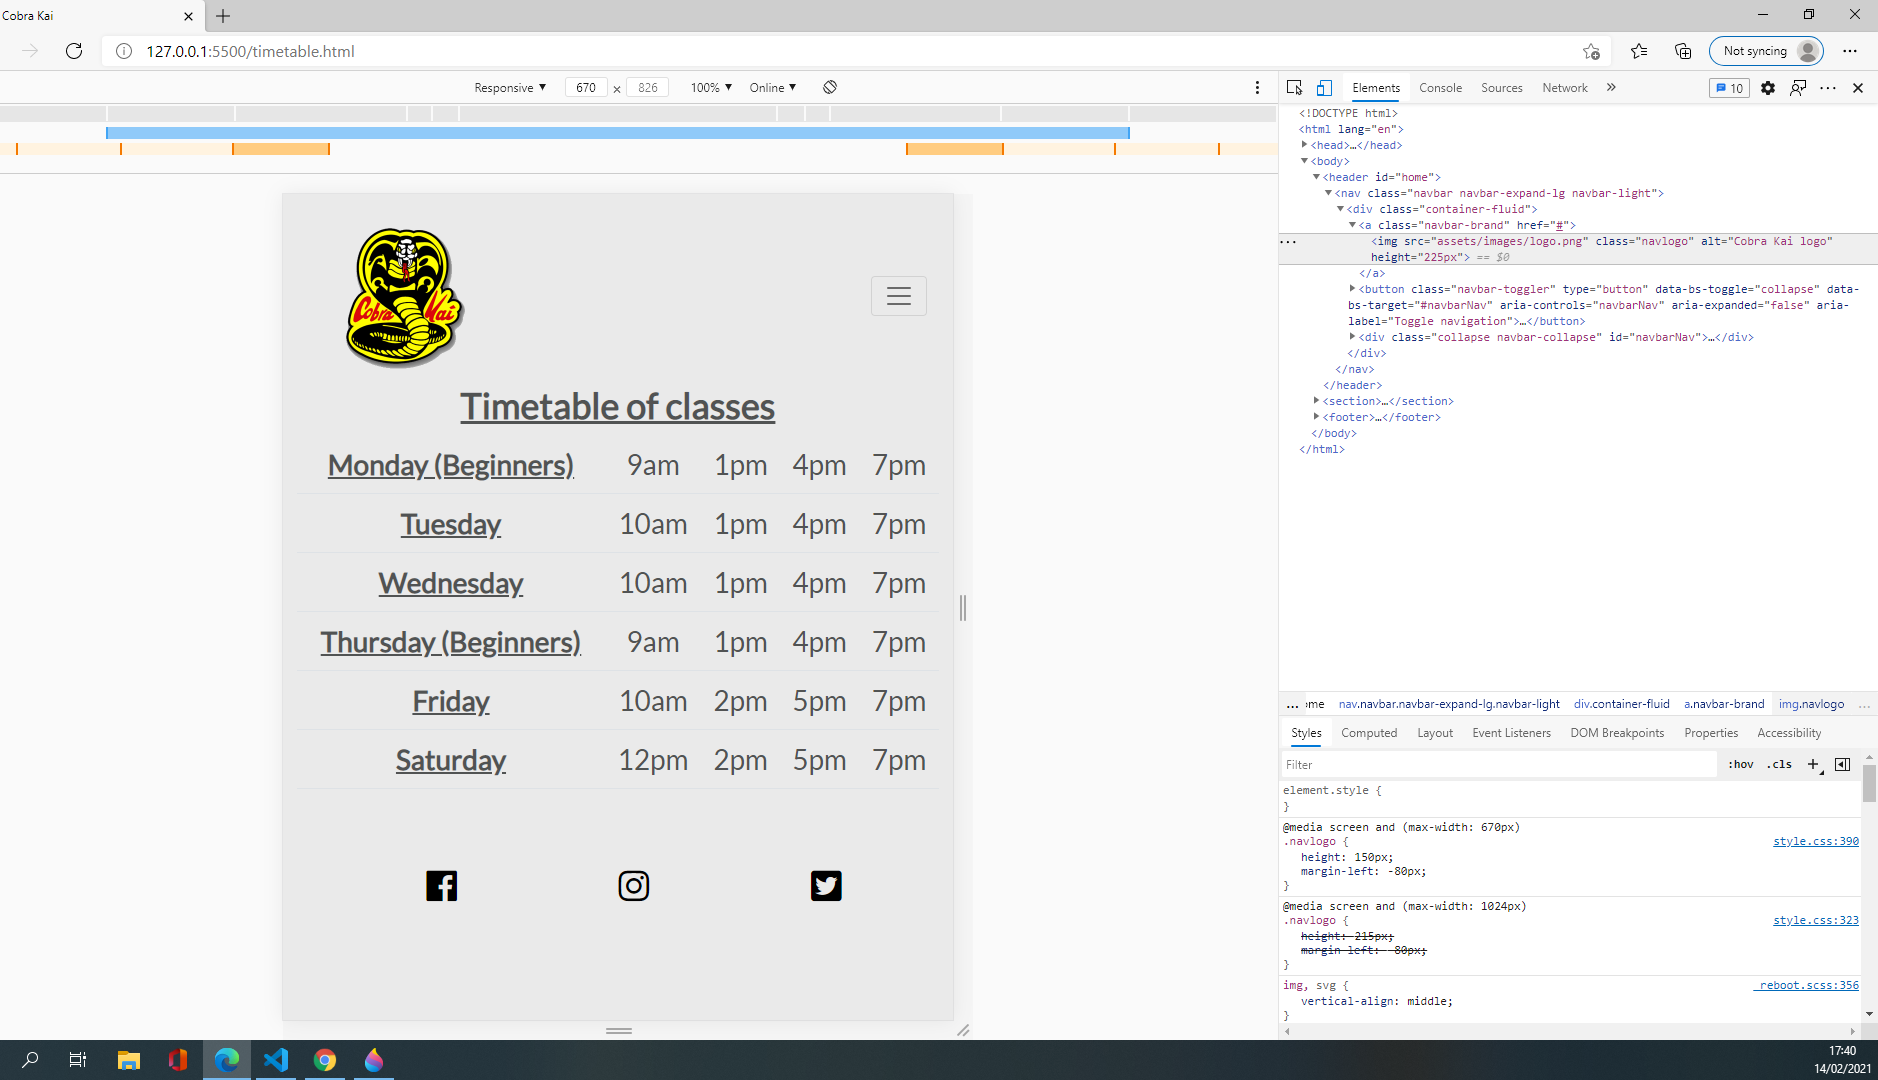 Cobra Kai
127.0.0.1:5500/timetable.html
Not syncing
Responsive ▼ 670 × 826 100% ▼ Online ▼
Elements Console Sources Network » 10
<!DOCTYPE html>
<html lang="en">
<head>…</head>
<body>
<header id="home">
<nav class="navbar navbar-expand-lg navbar-light">
<div class="container-fluid">
<a class="navbar-brand" href="#">
<img src="assets/images/logo.png" class="navlogo" alt="Cobra Kai logo"
height="225px"> == $0
</a>
<button class="navbar-toggler" type="button" data-bs-toggle="collapse" data-
bs-target="#navbarNav" aria-controls="navbarNav" aria-expanded="false" aria-
label="Toggle navigation">…</button>
<div class="collapse navbar-collapse" id="navbarNav">…</div>
</div>
</nav>
</header>
<section>…</section>
<footer>…</footer>
</body>
</html>
Cobra Kai
Timetable of classes
Monday (Beginners) 9am 1pm 4pm 7pm
Tuesday 10am 1pm 4pm 7pm
Wednesday 10am 1pm 4pm 7pm
Thursday (Beginners) 9am 1pm 4pm 7pm
Friday 10am 2pm 5pm 7pm
Saturday 12pm 2pm 5pm 7pm
... ome nav.navbar.navbar-expand-lg.navbar-light div.container-fluid a.navbar-brand img.navlogo ...
Styles Computed Layout Event Listeners DOM Breakpoints Properties Accessibility
Filter :hov .cls +
element.style {
}
@media screen and (max-width: 670px)
.navlogo { style.css:390
height: 150px;
margin-left: -80px;
}
@media screen and (max-width: 1024px)
.navlogo { style.css:323
height: 215px;
margin-left: -80px;
}
img, svg { _reboot.scss:356
vertical-align: middle;
}
17:40
14/02/2021